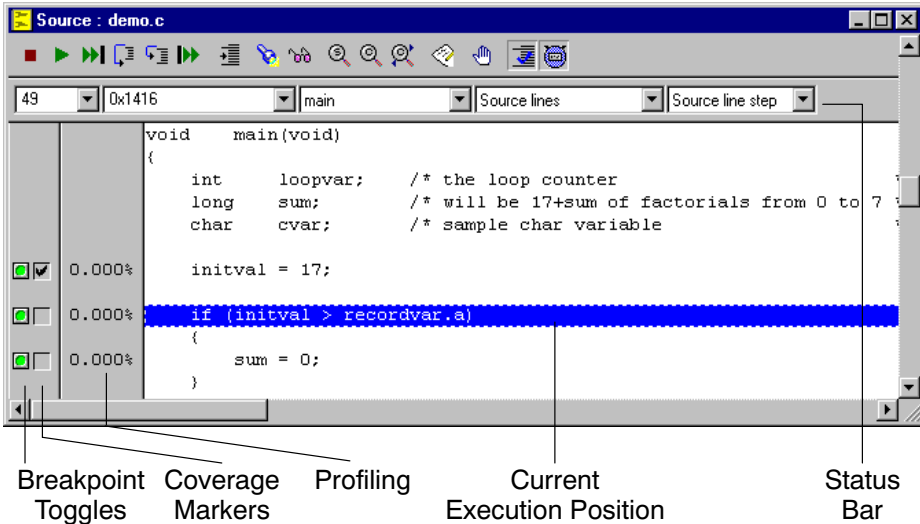 Source : demo.c
49 0x1416 main Source lines Source line step
void    main(void)
{
    int     loopvar;    /* the loop counter                         *
    long    sum;        /* will be 17+sum of factorials from 0 to 7 *
    char    cvar;       /* sample char variable                     *
0.000%    initval = 17;
0.000%    if (initval > recordvar.a)
    {
0.000%        sum = 0;
    }
Breakpoint Toggles
Coverage Markers
Profiling
Current Execution Position
Status Bar